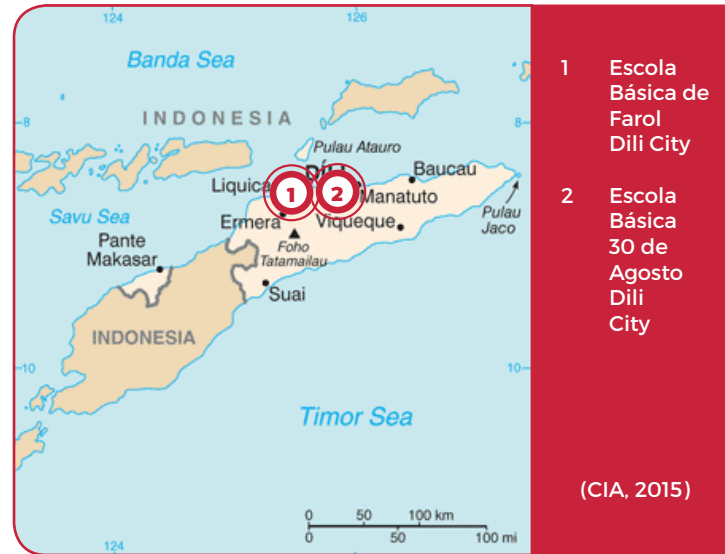 124
126
Banda Sea
8
8
INDONESIA
Pulau Atauro
Liquica
1
2
Baucau
Manatuto
Savu Sea
Ermera
Viqueque
Pulau
Jaco
Pante
Makasar
Foho
Tatamailau
Suai
INDONESIA
10
10
Timor Sea
0 50 100 km
0 50 100 mi
124
1 Escola
Básica de
Farol
Dili City
2 Escola
Básica
30 de
Agosto
Dili
City
(CIA, 2015)